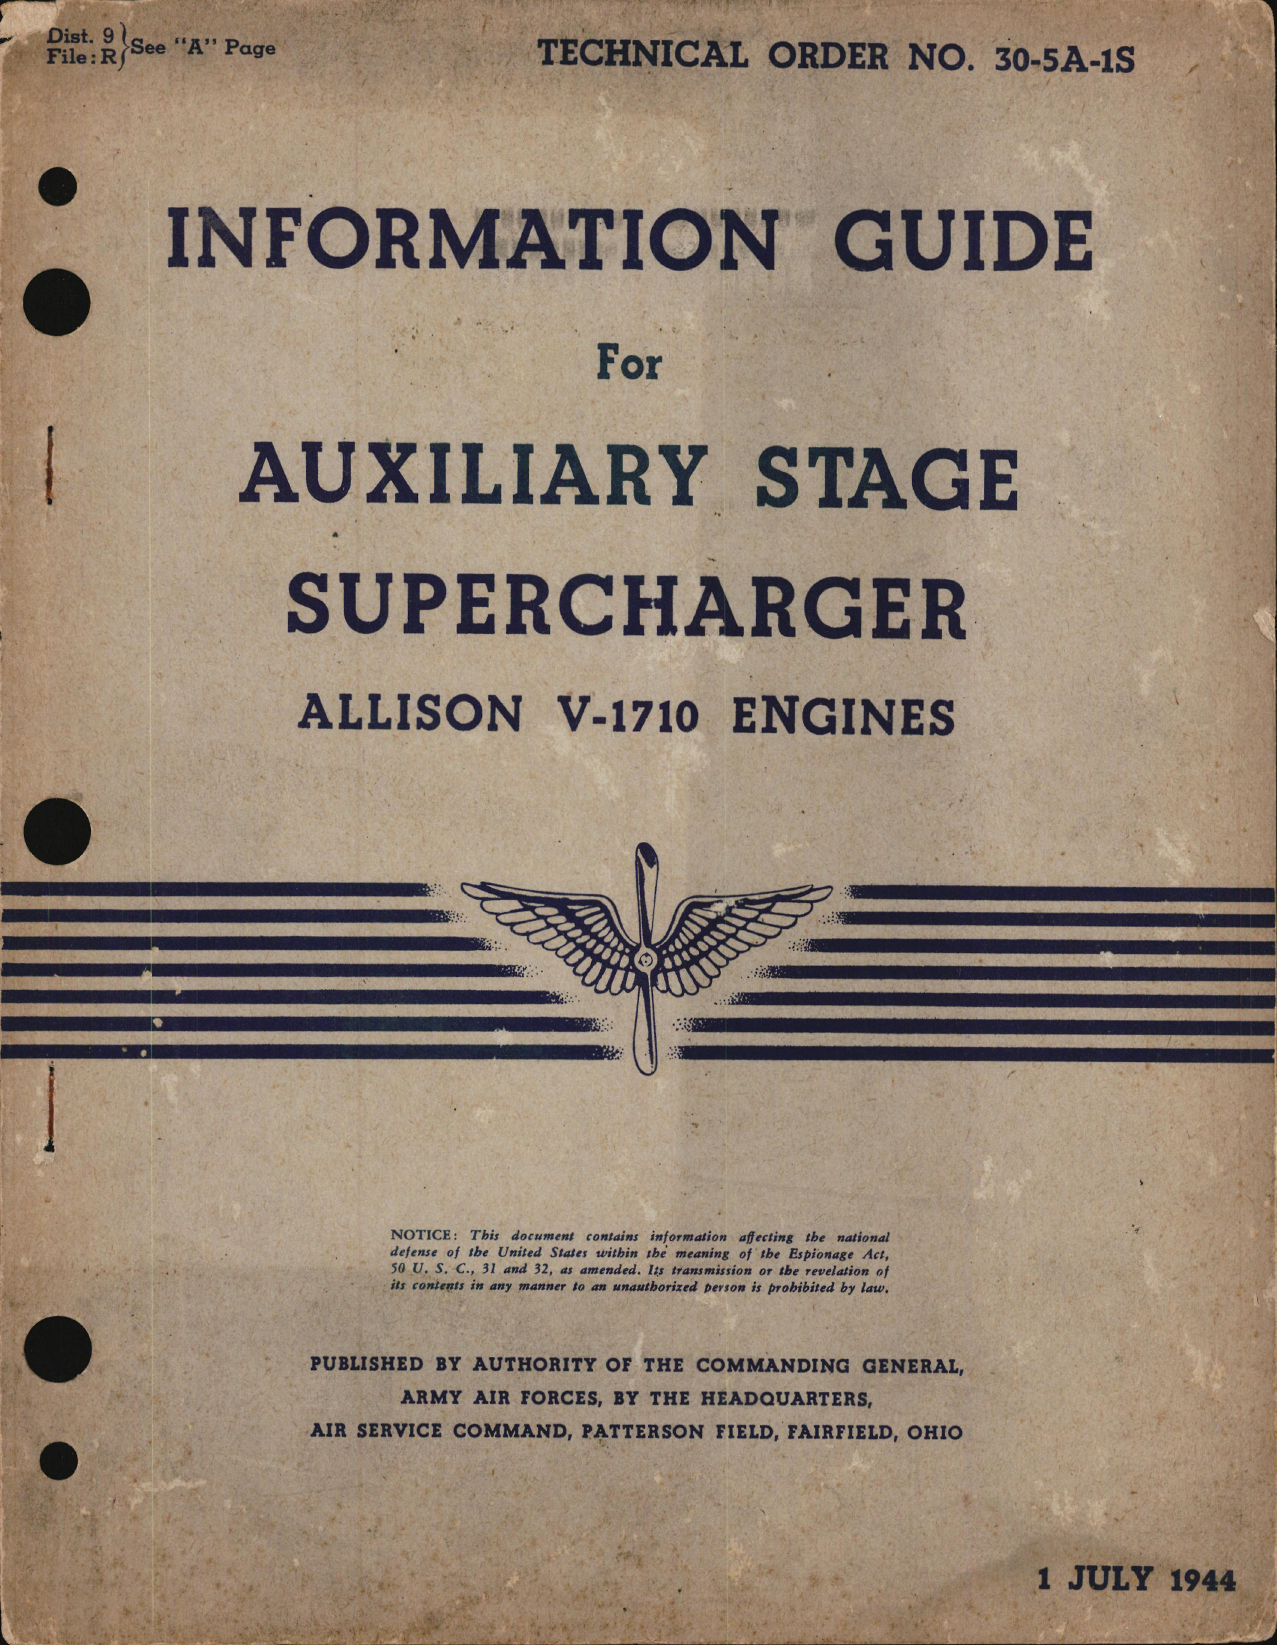 Dist. 9
File: R } See "A" Page
TECHNICAL ORDER NO. 30-5A-1S
INFORMATION GUIDE
For
AUXILIARY STAGE
SUPERCHARGER
ALLISON V-1710 ENGINES
NOTICE: This document contains information affecting the national
defense of the United States within the meaning of the Espionage Act,
50 U. S. C., 31 and 32, as amended. Its transmission or the revelation of
its contents in any manner to an unauthorized person is prohibited by law.
PUBLISHED BY AUTHORITY OF THE COMMANDING GENERAL,
ARMY AIR FORCES, BY THE HEADQUARTERS,
AIR SERVICE COMMAND, PATTERSON FIELD, FAIRFIELD, OHIO
1 JULY 1944